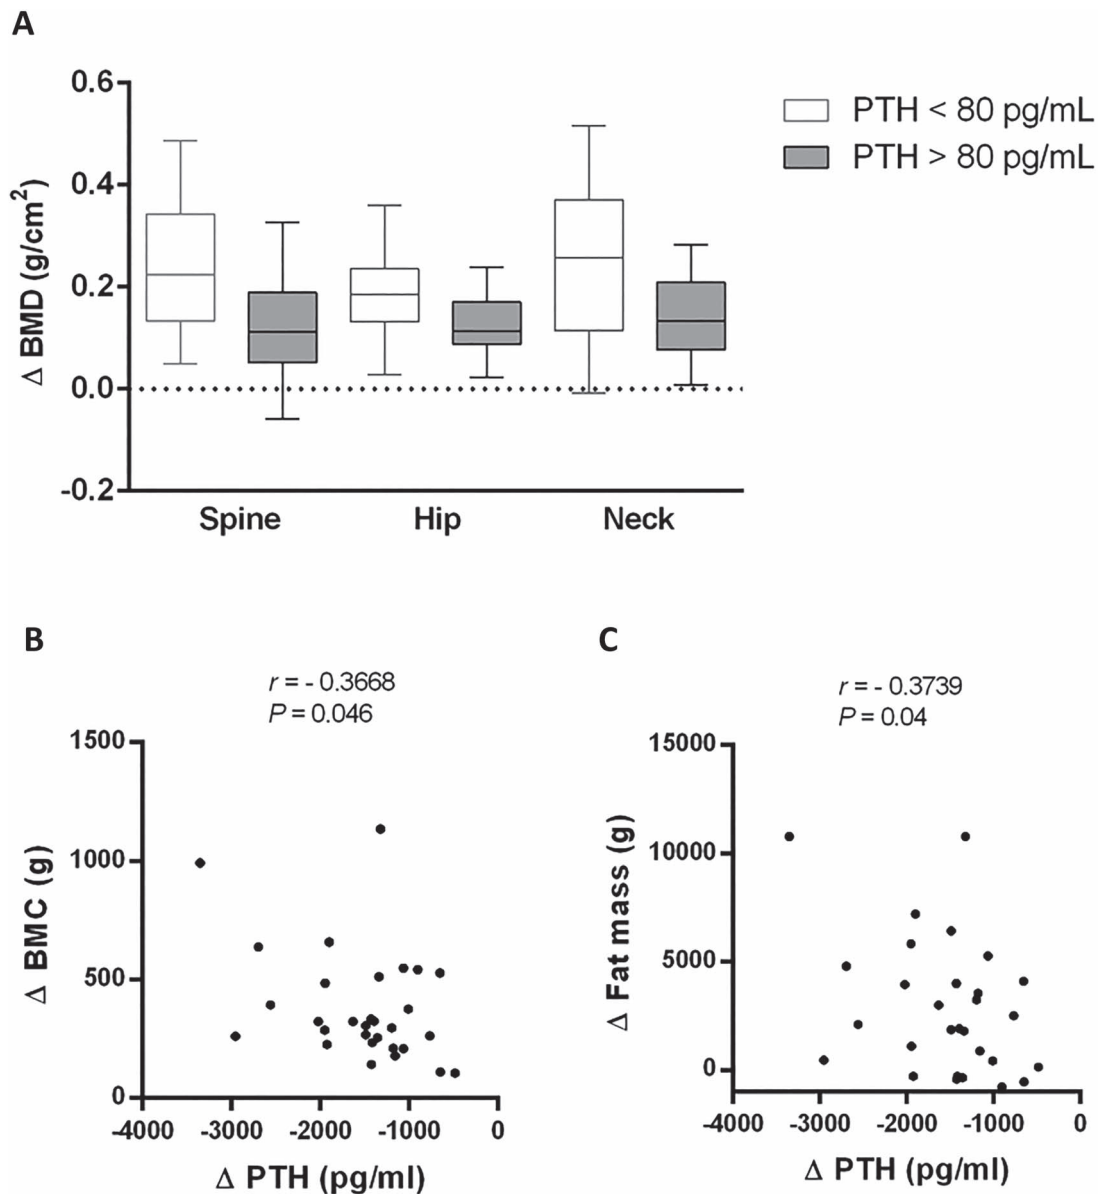 A
0.6
0.4
0.2
0.0
-0.2
Δ BMD (g/cm²)
Spine Hip Neck
PTH < 80 pg/mL
PTH > 80 pg/mL
B
r = - 0.3668
P = 0.046
1500
1000
500
0
Δ BMC (g)
-4000 -3000 -2000 -1000 0
Δ PTH (pg/ml)
C
r = - 0.3739
P = 0.04
15000
10000
5000
0
Δ Fat mass (g)
-4000 -3000 -2000 -1000 0
Δ PTH (pg/ml)